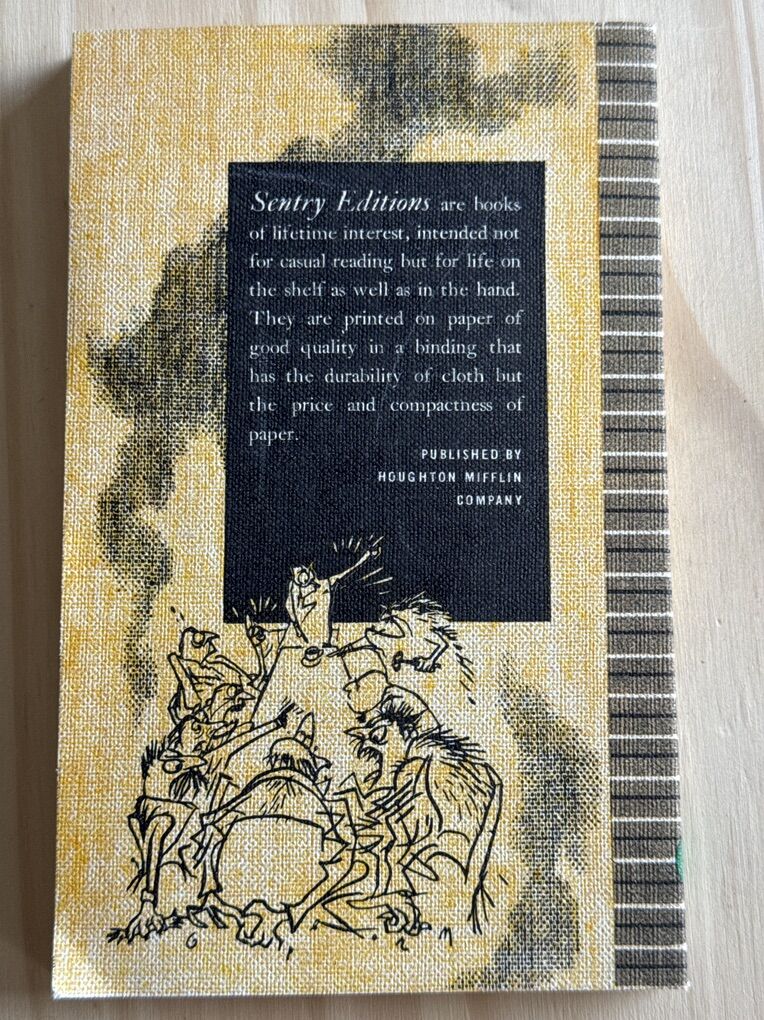 Sentry Editions are books
of lifetime interest, intended not
for casual reading but for life on
the shelf as well as in the hand.
They are printed on paper of
good quality in a binding that
has the durability of cloth but
the price and compactness of
paper.
PUBLISHED BY
HOUGHTON MIFFLIN
COMPANY